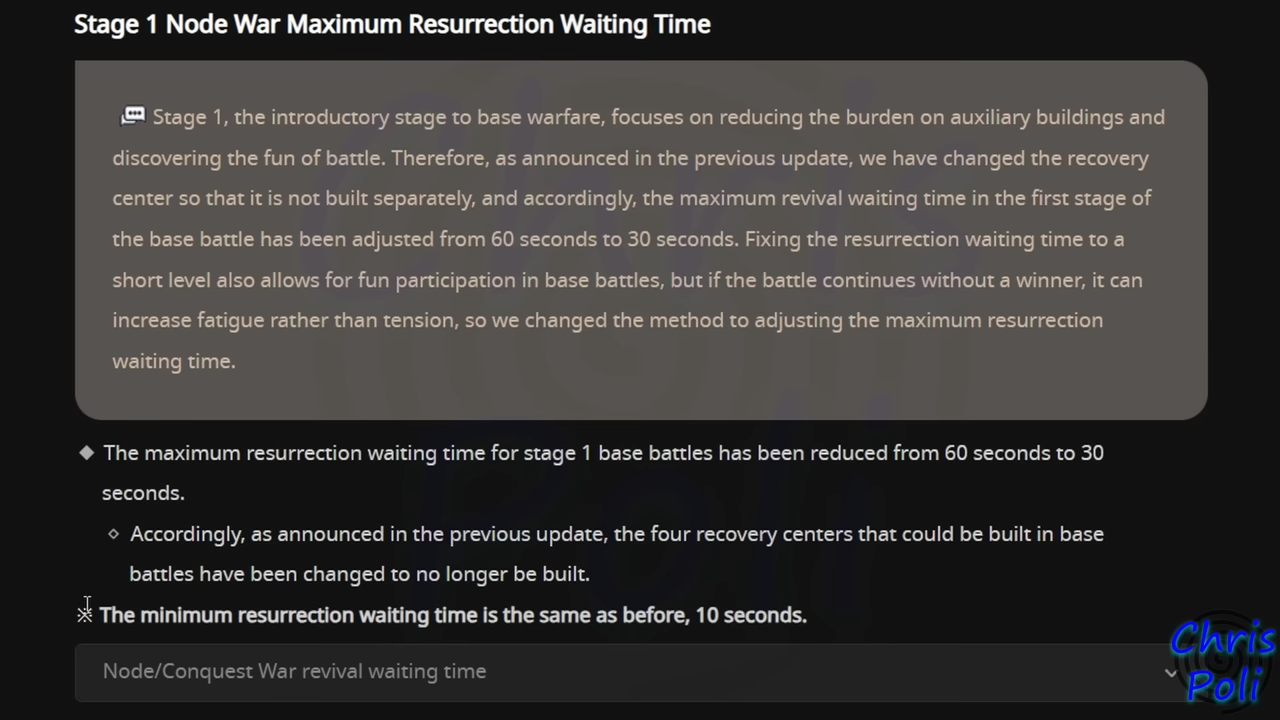 Stage 1 Node War Maximum Resurrection Waiting Time
Stage 1, the introductory stage to base warfare, focuses on reducing the burden on auxiliary buildings and
discovering the fun of battle. Therefore, as announced in the previous update, we have changed the recovery
center so that it is not built separately, and accordingly, the maximum revival waiting time in the first stage of
the base battle has been adjusted from 60 seconds to 30 seconds. Fixing the resurrection waiting time to a
short level also allows for fun participation in base battles, but if the battle continues without a winner, it can
increase fatigue rather than tension, so we changed the method to adjusting the maximum resurrection
waiting time.
◆ The maximum resurrection waiting time for stage 1 base battles has been reduced from 60 seconds to 30
seconds.
◇ Accordingly, as announced in the previous update, the four recovery centers that could be built in base
battles have been changed to no longer be built.
※ The minimum resurrection waiting time is the same as before, 10 seconds.
Node/Conquest War revival waiting time
Chris
Poli